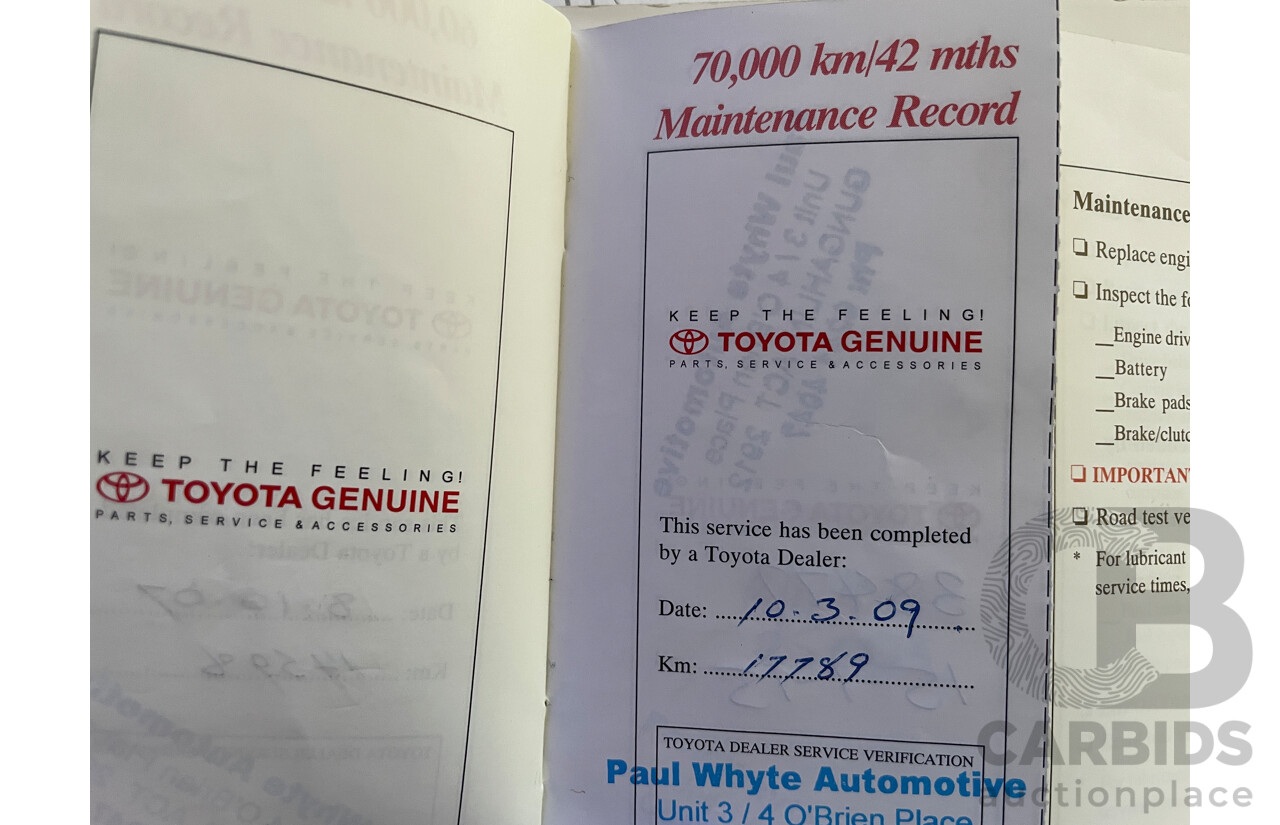 KEEP THE FEELING!
TOYOTA GENUINE
PARTS, SERVICE & ACCESSORIES
70,000 km/42 mths
Maintenance Record
KEEP THE FEELING!
TOYOTA GENUINE
PARTS, SERVICE & ACCESSORIES
This service has been completed
by a Toyota Dealer:
Date: 10.3.09
Km: 17789
TOYOTA DEALER SERVICE VERIFICATION
Paul Whyte Automotive
Unit 3 / 4 O'Brien Place
Maintenance
Replace engi
Inspect the fo
Engine driv
Battery
Brake pads
Brake/clutc
IMPORTAN
Road test ve
* For lubricant
service times,
CARBIDS
auctionplace